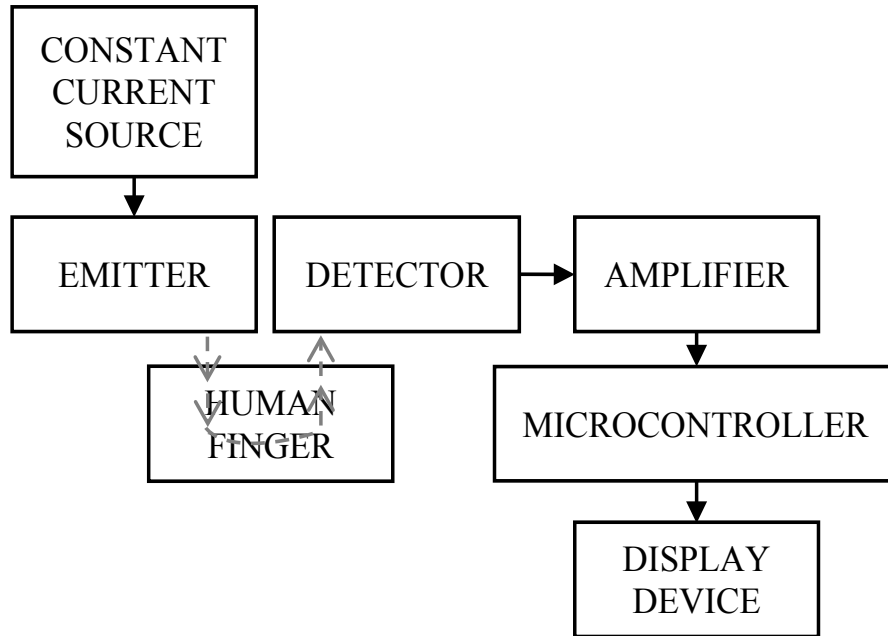 CONSTANT
CURRENT
SOURCE
EMITTER
DETECTOR
AMPLIFIER
HUMAN
FINGER
MICROCONTROLLER
DISPLAY
DEVICE